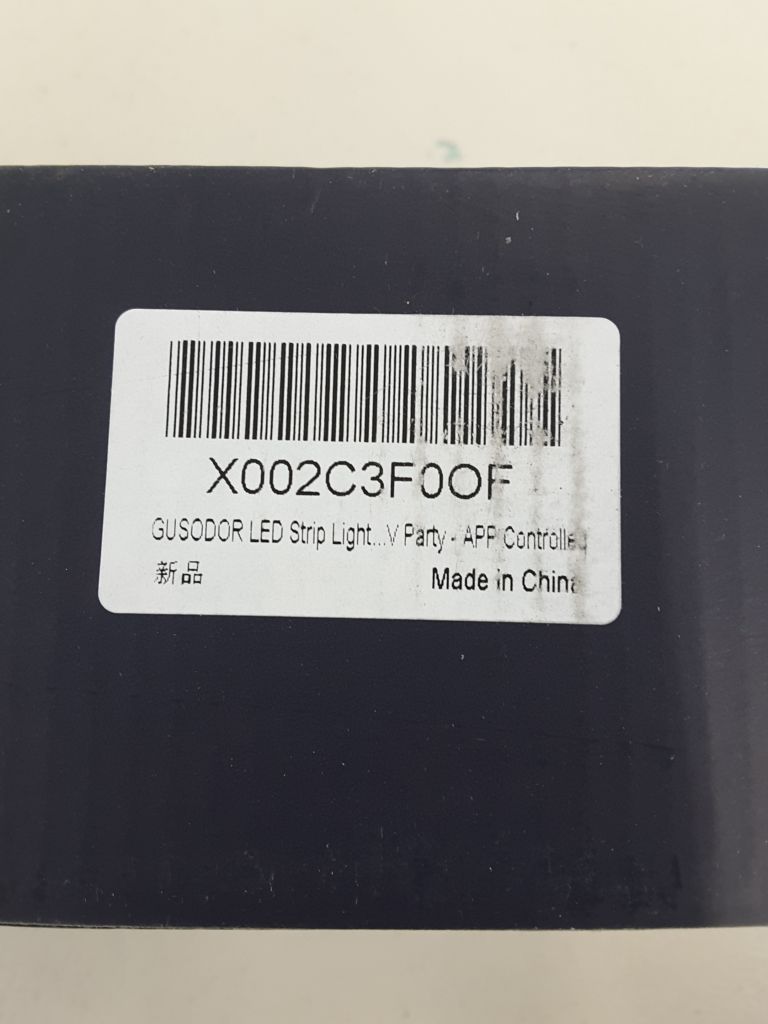 X002C3F0OF
GUSODOR LED Strip Light...V Party - APP Controlled
新品
Made in China